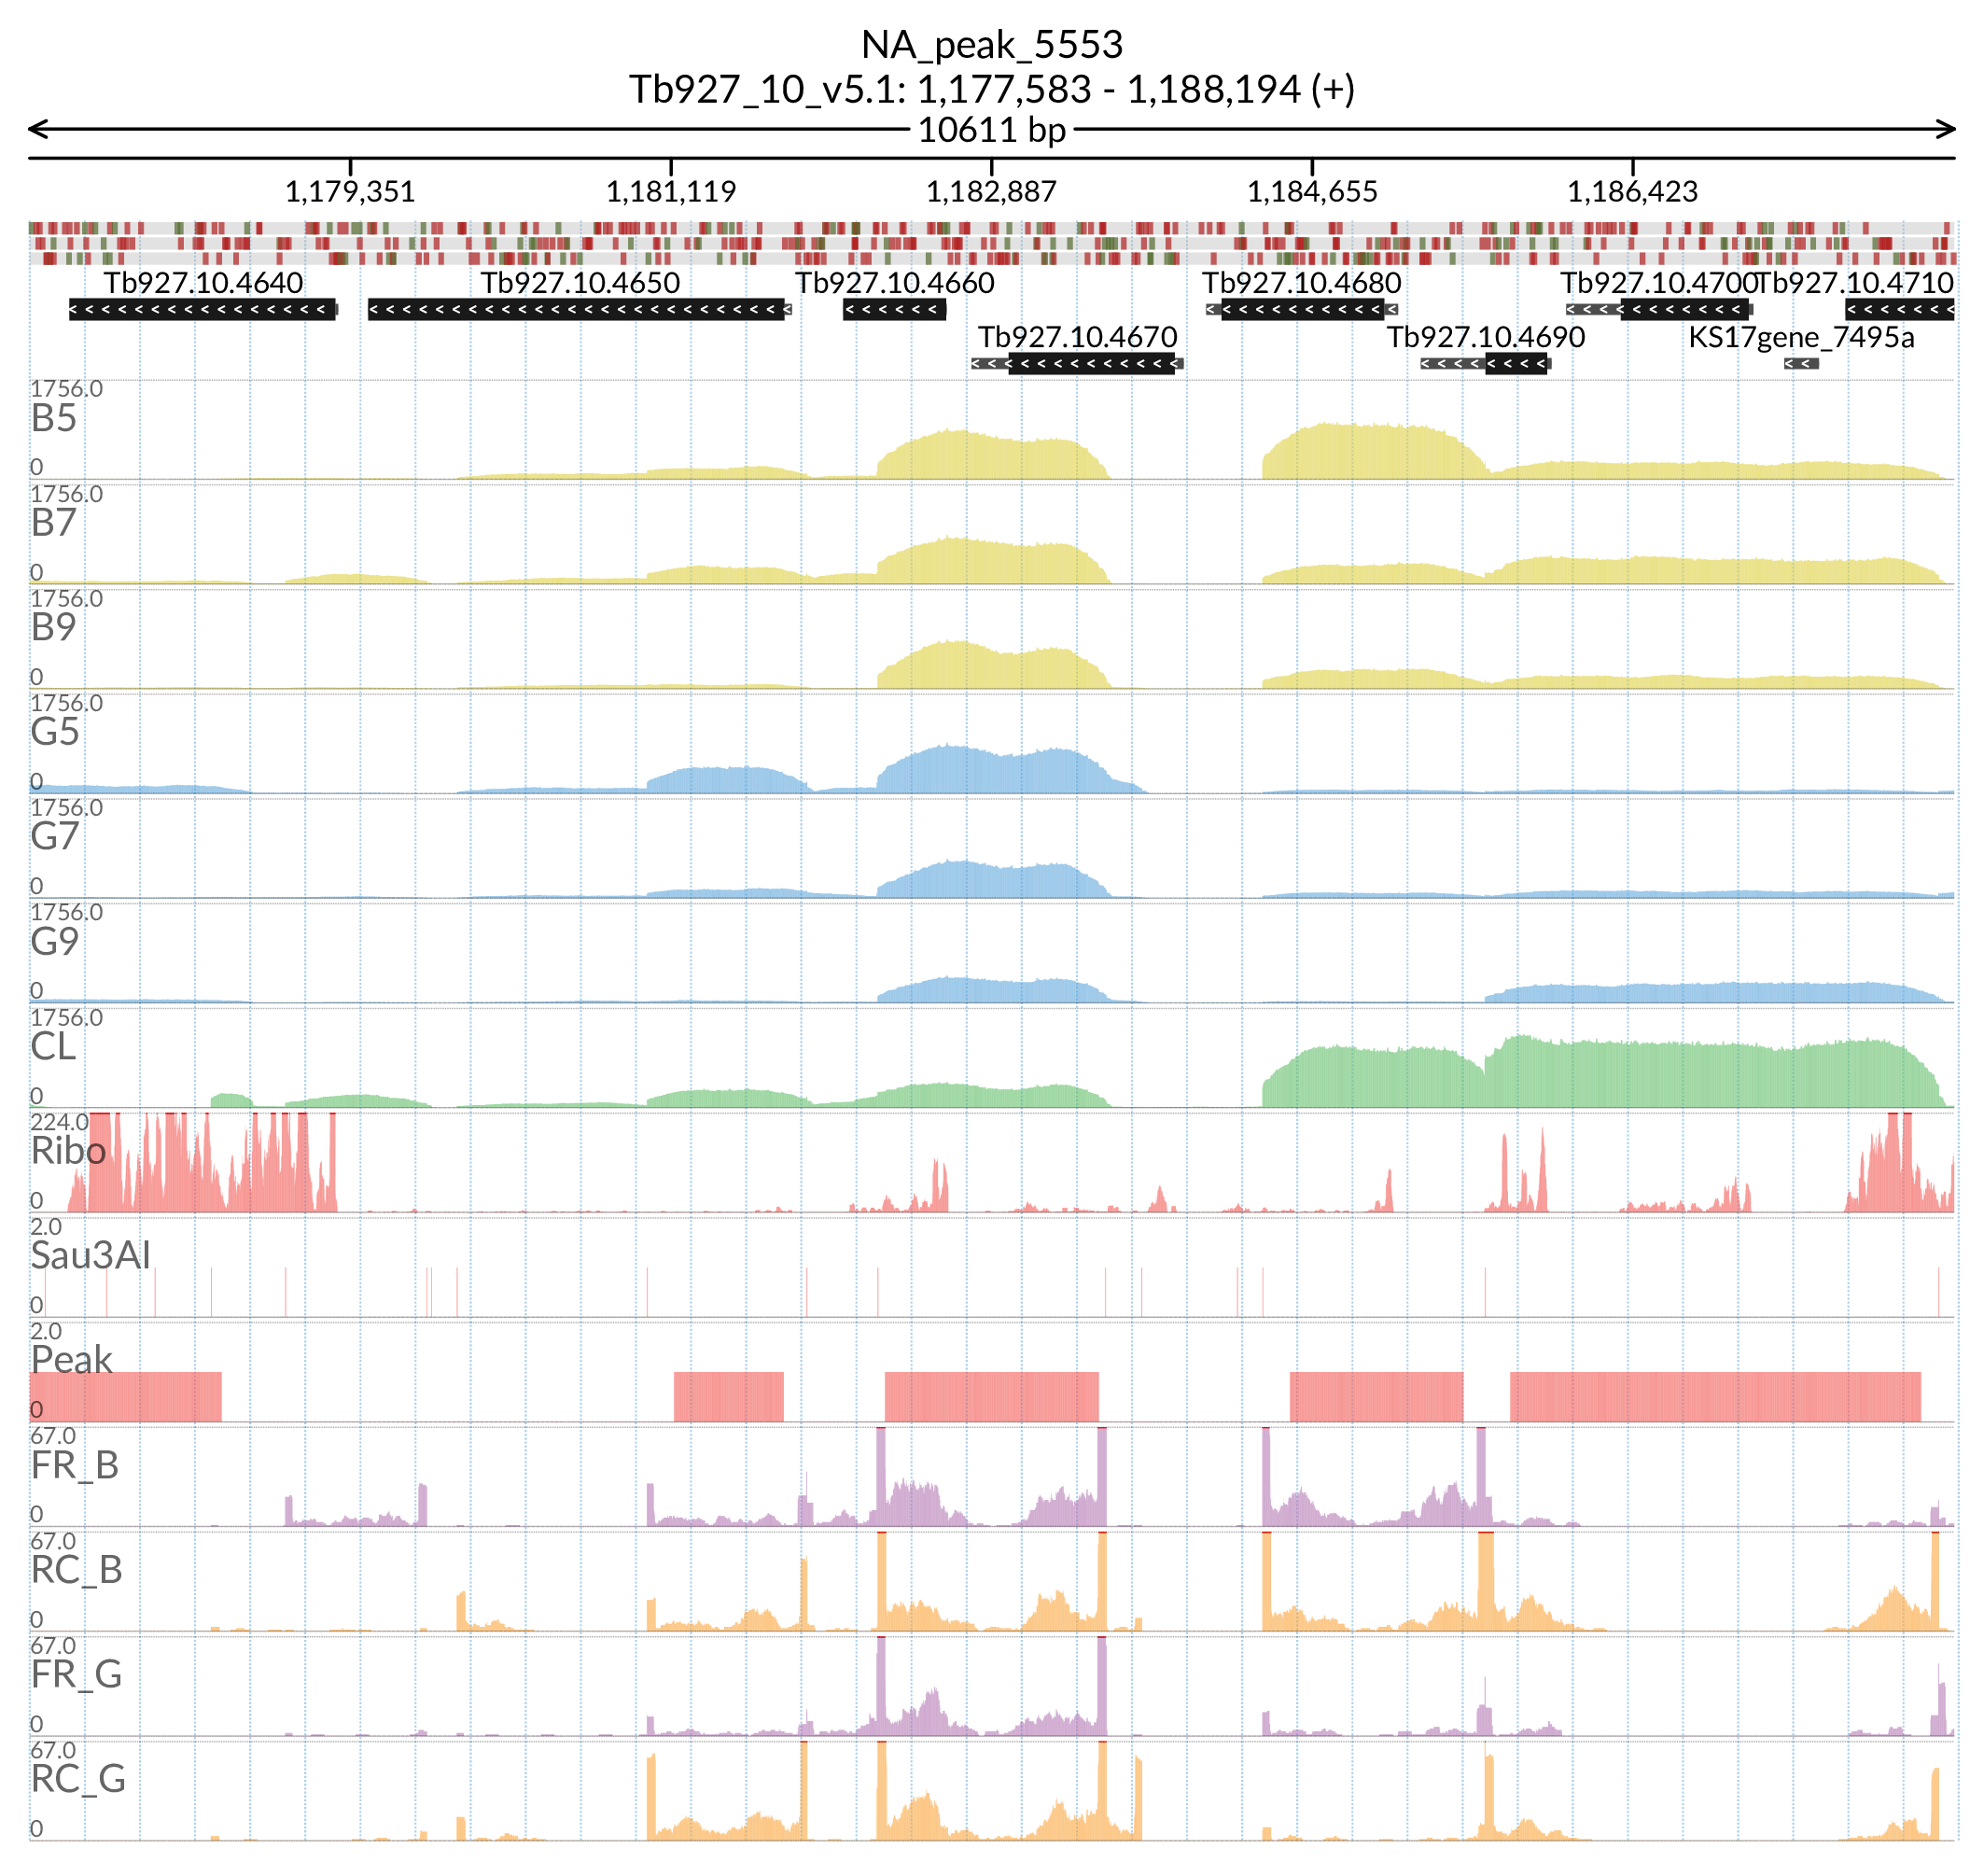 NA_peak_5553
Tb927_10_v5.1: 1,177,583 - 1,188,194 (+)
10611 bp
1,179,351 1,181,119 1,182,887 1,184,655 1,186,423
Tb927.10.4640 Tb927.10.4650 Tb927.10.4660 Tb927.10.4680 Tb927.10.4700 Tb927.10.4710
Tb927.10.4670 Tb927.10.4690 KS17gene_7495a
1756.0
B5
0
1756.0
B7
0
1756.0
B9
0
1756.0
G5
0
1756.0
G7
0
1756.0
G9
0
1756.0
CL
0
224.0
Ribo
0
2.0
Sau3AI
0
2.0
Peak
0
67.0
FR_B
0
67.0
RC_B
0
67.0
FR_G
0
67.0
RC_G
0